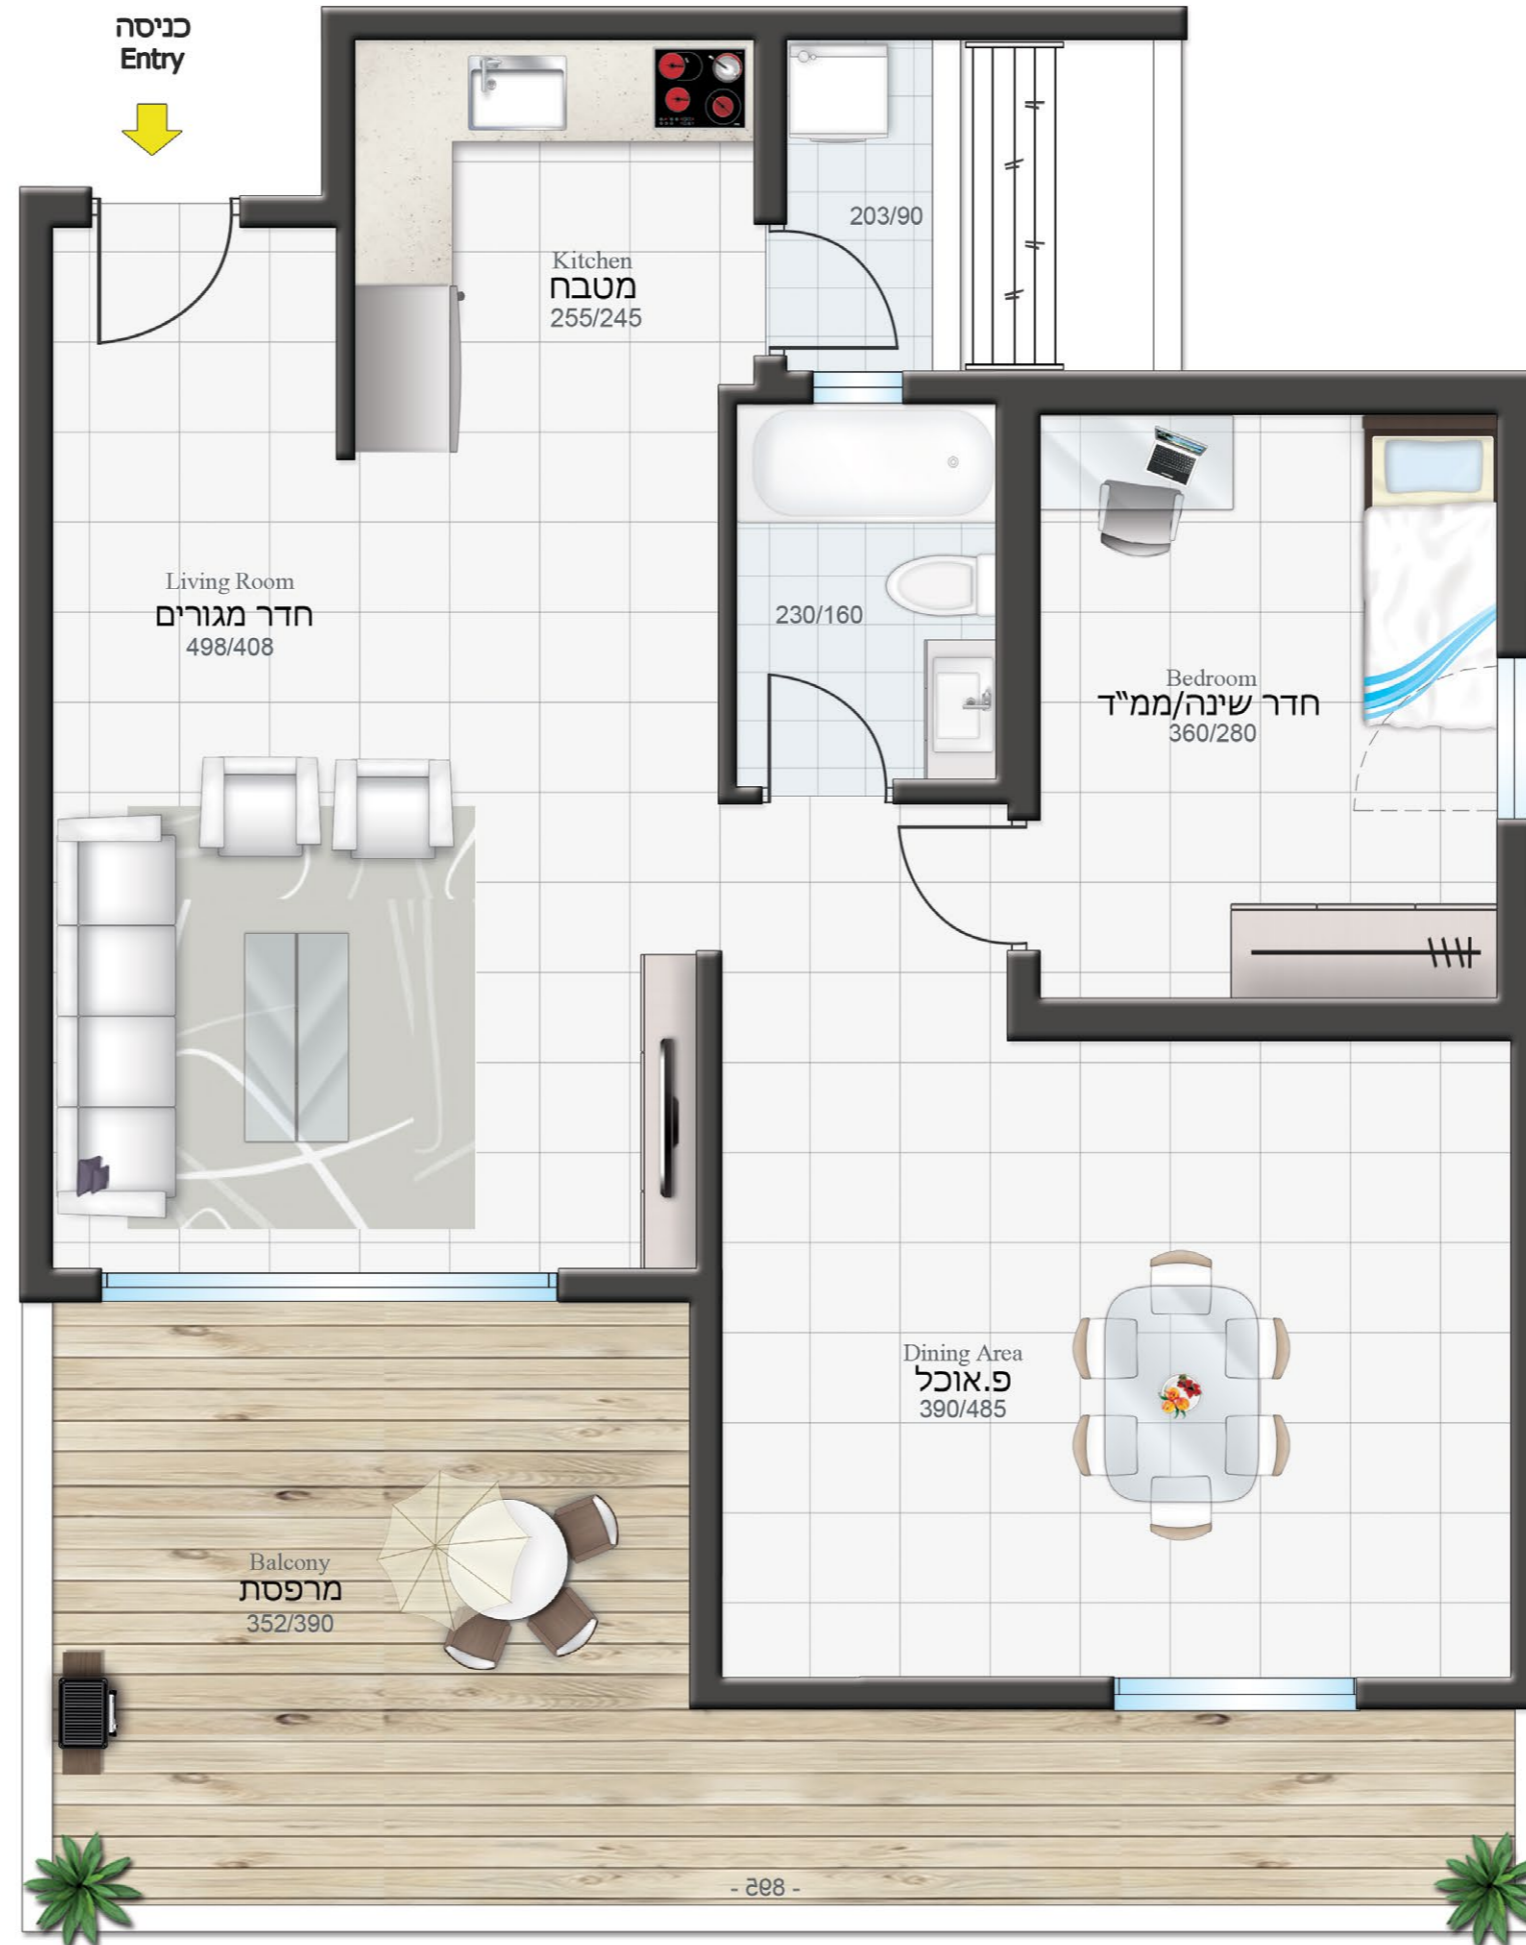 כניסה
Entry
203/90
Kitchen
מטבח
255/245
Living Room
חדר מגורים
498/408
230/160
Bedroom
חדר שינה/ממ"ד
360/280
Dining Area
פ.אוכל
390/485
Balcony
מרפסת
352/390
- 895 -